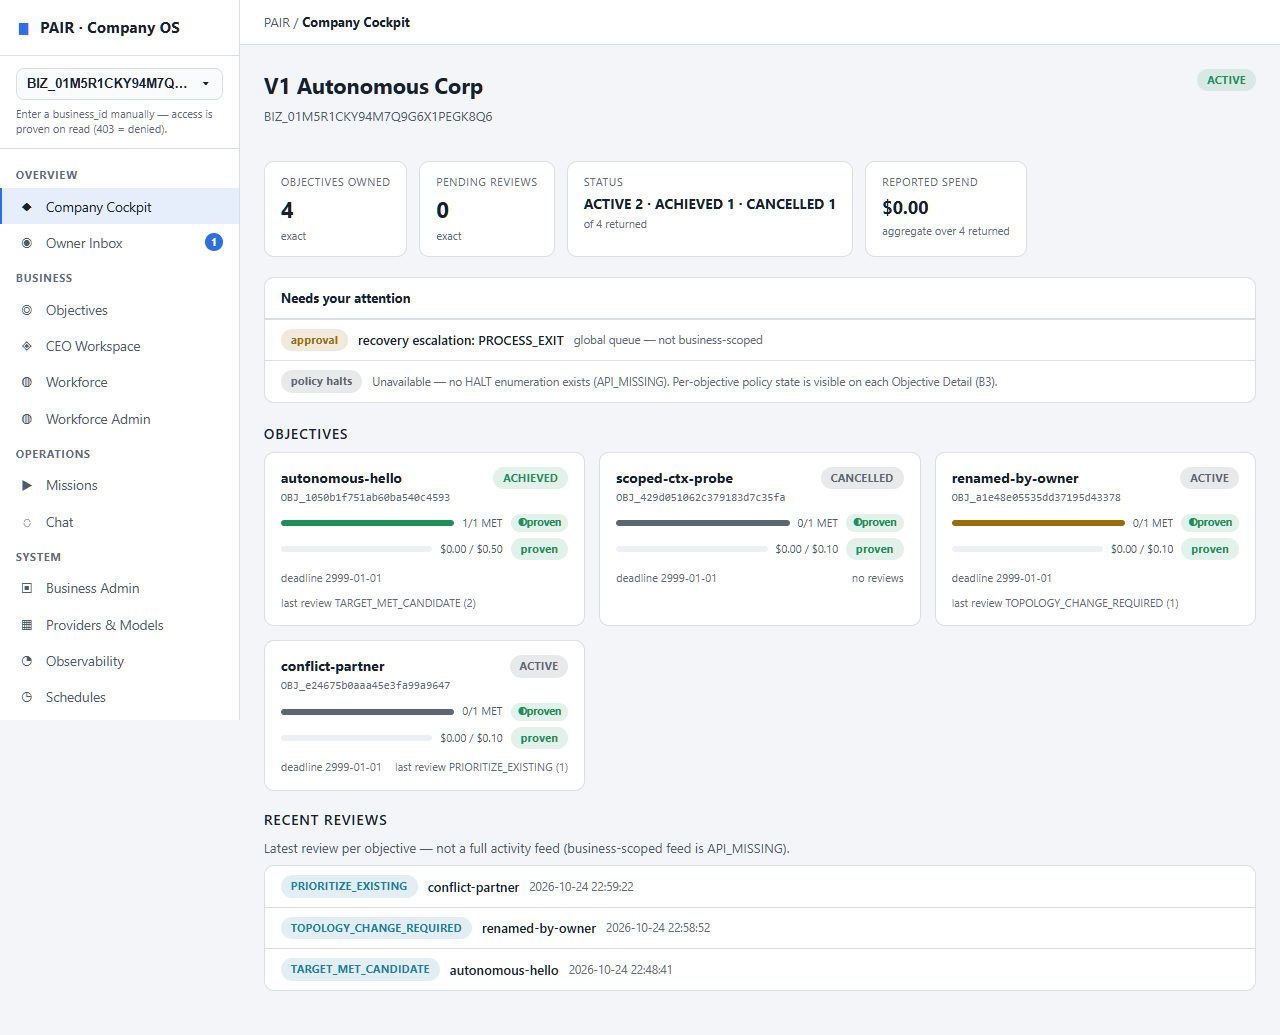 PAIR · Company OS
BIZ_01M5R1CKY94M7Q...
Enter a business_id manually — access is
proven on read (403 = denied).
OVERVIEW
Company Cockpit
Owner Inbox 1
BUSINESS
Objectives
CEO Workspace
Workforce
Workforce Admin
OPERATIONS
Missions
Chat
SYSTEM
Business Admin
Providers & Models
Observability
Schedules
PAIR / Company Cockpit
V1 Autonomous Corp
ACTIVE
BIZ_01M5R1CKY94M7Q9G6X1PEGK8Q6
OBJECTIVES OWNED
4
exact
PENDING REVIEWS
0
exact
STATUS
ACTIVE 2 · ACHIEVED 1 · CANCELLED 1
of 4 returned
REPORTED SPEND
$0.00
aggregate over 4 returned
Needs your attention
approval recovery escalation: PROCESS_EXIT global queue — not business-scoped
policy halts Unavailable — no HALT enumeration exists (API_MISSING). Per-objective policy state is visible on each Objective Detail (B3).
OBJECTIVES
autonomous-hello ACHIEVED
OBJ_1050b1f751ab60ba540c4593
1/1 MET proven
$0.00 / $0.50 proven
deadline 2999-01-01
last review TARGET_MET_CANDIDATE (2)
scoped-ctx-probe CANCELLED
OBJ_429d051062c379183d7c35fa
0/1 MET proven
$0.00 / $0.10 proven
deadline 2999-01-01 no reviews
renamed-by-owner ACTIVE
OBJ_a1e48e05535dd37195d43378
0/1 MET proven
$0.00 / $0.10 proven
deadline 2999-01-01
last review TOPOLOGY_CHANGE_REQUIRED (1)
conflict-partner ACTIVE
OBJ_e24675b0aaa45e3fa99a9647
0/1 MET proven
$0.00 / $0.10 proven
deadline 2999-01-01 last review PRIORITIZE_EXISTING (1)
RECENT REVIEWS
Latest review per objective — not a full activity feed (business-scoped feed is API_MISSING).
PRIORITIZE_EXISTING conflict-partner 2026-10-24 22:59:22
TOPOLOGY_CHANGE_REQUIRED renamed-by-owner 2026-10-24 22:58:52
TARGET_MET_CANDIDATE autonomous-hello 2026-10-24 22:48:41